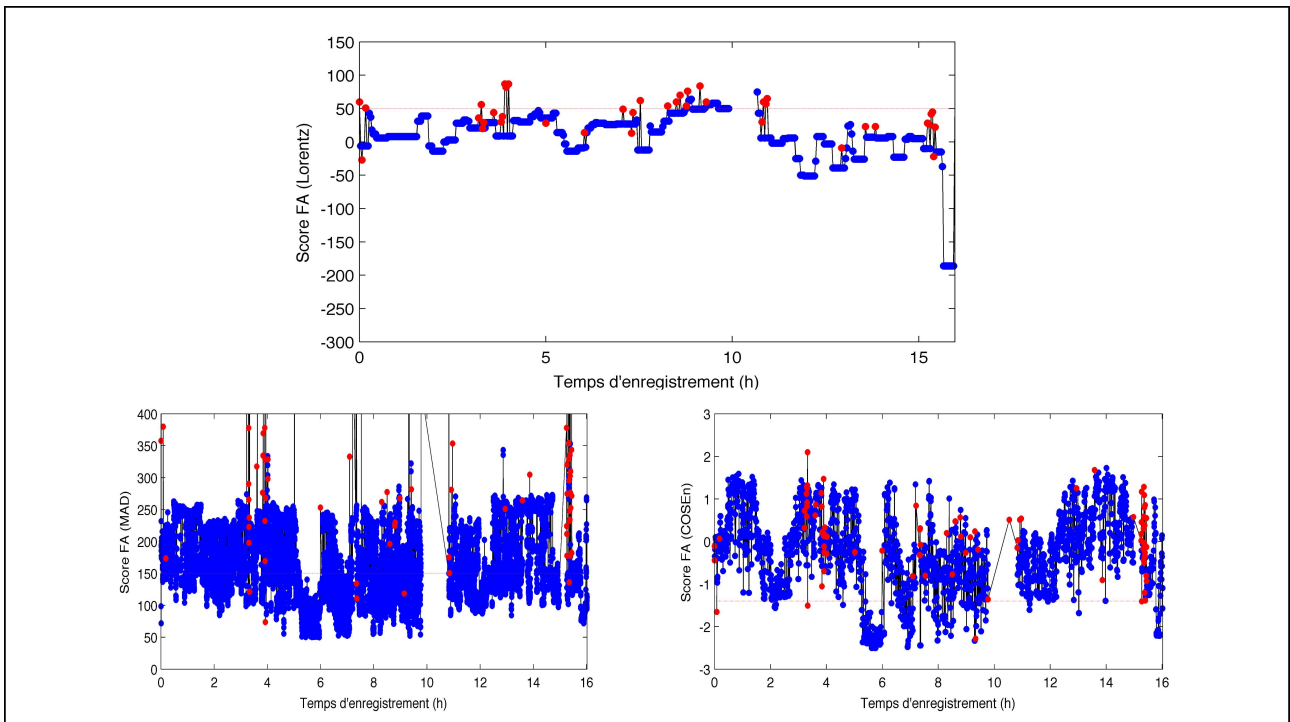 150
100
50
0
-50
-100
-150
-200
-250
-300
Score FA (Lorentz)
0 5 10 15
Temps d'enregistrement (h)
400
350
300
250
200
150
100
50
0
Score FA (MAD)
0 2 4 6 8 10 12 14 16
Temps d'enregistrement (h)
3
2
1
0
-1
-2
-3
Score FA (COSEn)
0 2 4 6 8 10 12 14 16
Temps d'enregistrement (h)